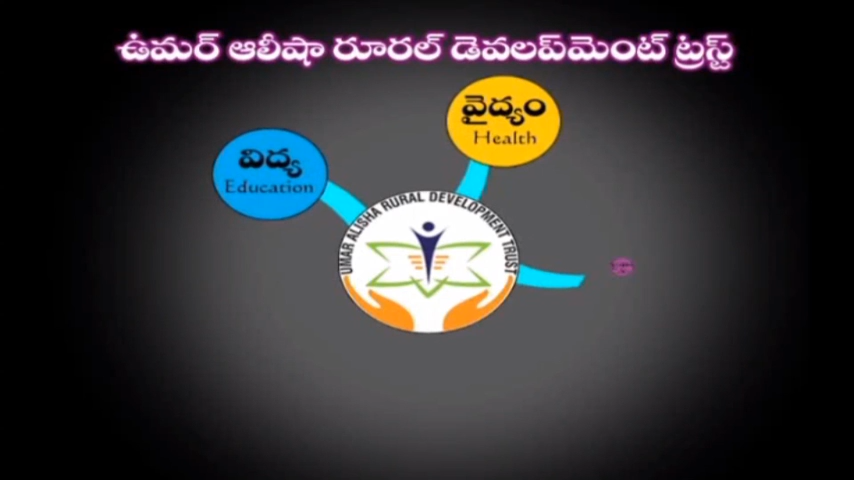 ఉమర్ ఆలీషా రూరల్ డెవలప్‌మెంట్ ట్రస్ట్
వైద్యం
Health
విద్య
Education
UMAR ALISHA RURAL DEVELOPMENT TRUST